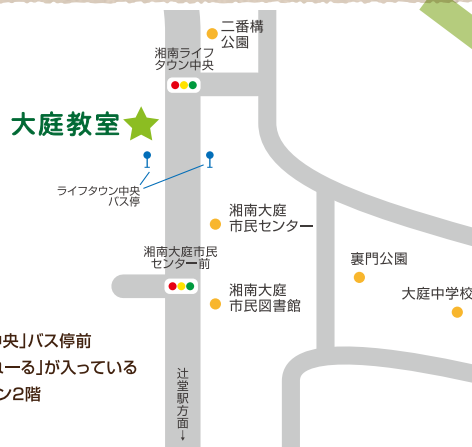 二番構
公園
湘南ライフ
タウン中央
大庭教室
ライフタウン中央
バス停
湘南大庭
市民センター
湘南大庭市民
センター前
裏門公園
湘南大庭
市民図書館
大庭中学校
央」バス停前
ーる」が入っている
ン2階
辻堂駅方面→